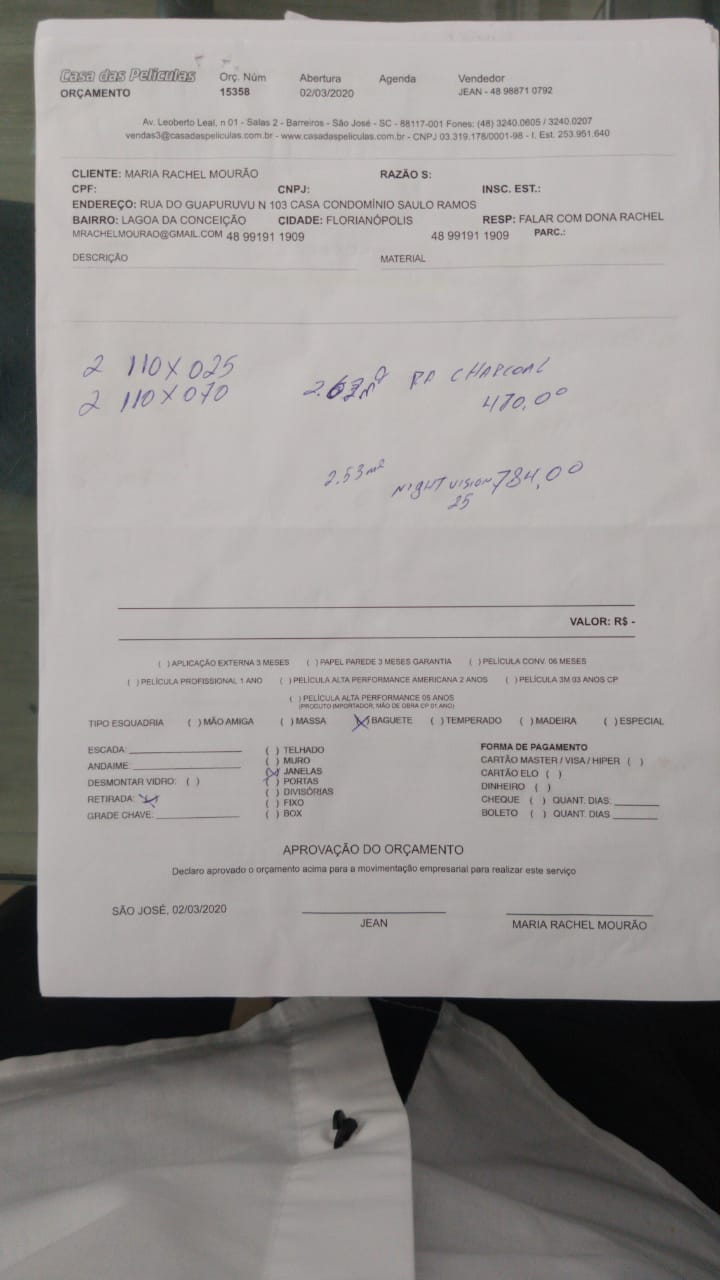 Casa das Películas Orç. Núm Abertura Agenda Vendedor
ORÇAMENTO 15358 02/03/2020 JEAN - 48 98871 0792
Av. Leoberto Leal, n 01 - Salas 2 - Barreiros - São José - SC - 88117-001 Fones: (48) 3240.0605 / 3240.0207
vendas3@casadaspeliculas.com.br - www.casadaspeliculas.com.br - CNPJ 03.319.178/0001-98 - I. Est. 253.951.640
CLIENTE: MARIA RACHEL MOURÃO RAZÃO S:
CPF: CNPJ: INSC. EST.:
ENDEREÇO: RUA DO GUAPURUVU N 103 CASA CONDOMÍNIO SAULO RAMOS
BAIRRO: LAGOA DA CONCEIÇÃO CIDADE: FLORIANÓPOLIS RESP: FALAR COM DONA RACHEL
MRACHELMOURAO@GMAIL.COM 48 99191 1909 48 99191 1909 PARC.:
DESCRIÇÃO MATERIAL
2 110 X 025
2 110 X 070
CHARCOAL
2.53 m² NIGHT VISION 784,00
25
VALOR: R$ -
( ) APLICAÇÃO EXTERNA 3 MESES ( ) PAPEL PAREDE 3 MESES GARANTIA ( ) PELÍCULA CONV. 06 MESES
( ) PELÍCULA PROFISSIONAL 1 ANO ( ) PELÍCULA ALTA PERFORMANCE AMERICANA 2 ANOS ( ) PELÍCULA 3M 03 ANOS CP
( ) PELÍCULA ALTA PERFORMANCE 05 ANOS
(PRODUTO IMPORTADOR, MÃO DE OBRA CP 01 ANO)
TIPO ESQUADRIA ( ) MÃO AMIGA ( ) MASSA (X) BAGUETE ( ) TEMPERADO ( ) MADEIRA ( ) ESPECIAL
ESCADA: ( ) TELHADO FORMA DE PAGAMENTO
ANDAIME: ( ) MURO CARTÃO MASTER / VISA / HIPER ( )
DESMONTAR VIDRO: ( ) (X) JANELAS CARTÃO ELO ( )
RETIRADA: (X) ( ) PORTAS DINHEIRO ( )
( ) DIVISÓRIAS CHEQUE ( ) QUANT. DIAS:
GRADE CHAVE: ( ) FIXO BOLETO ( ) QUANT. DIAS
( ) BOX
APROVAÇÃO DO ORÇAMENTO
Declaro aprovado o orçamento acima para a movimentação empresarial para realizar este serviço
SÃO JOSÉ, 02/03/2020
JEAN MARIA RACHEL MOURÃO